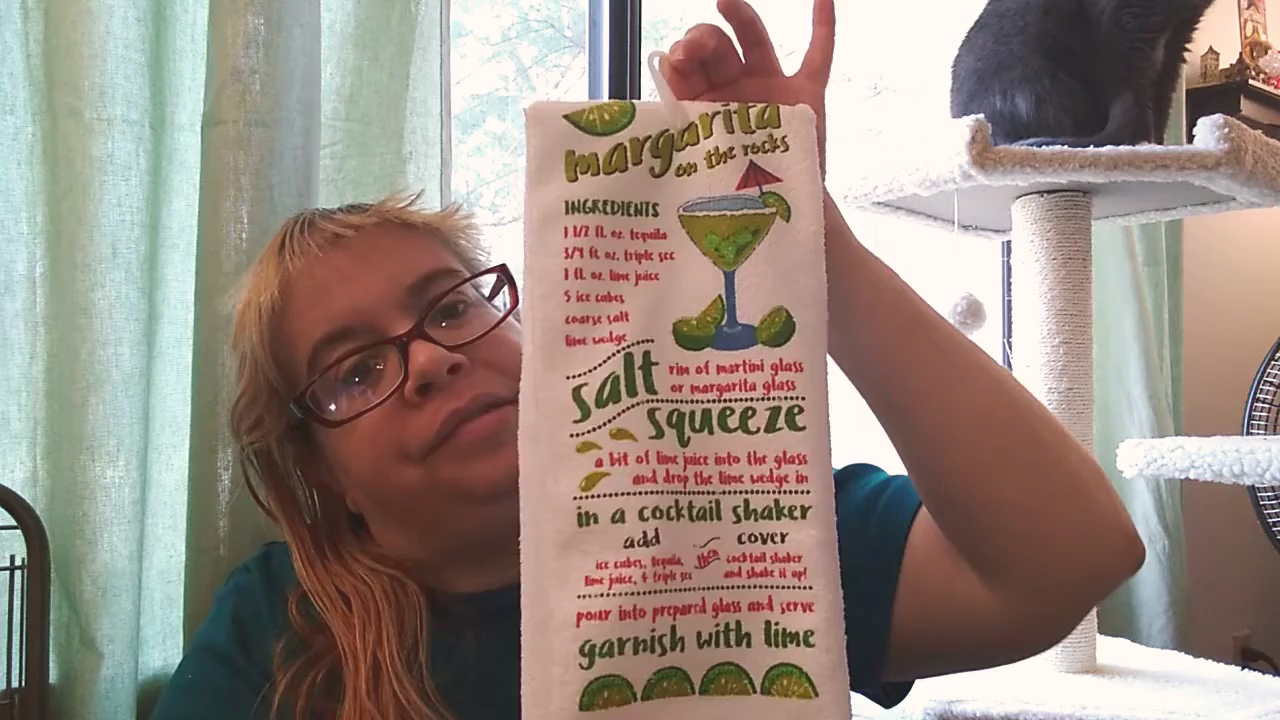 margarita
on the rocks
INGREDIENTS
1 1/2 fl. oz. tequila
3/4 fl. oz. triple sec
1 fl. oz. lime juice
5 ice cubes
coarse salt
lime wedge
salt
rim of martini glass
or margarita glass
squeeze
a bit of lime juice into the glass
and drop the lime wedge in
in a cocktail shaker
add
ice cubes, tequila,
lime juice, & triple sec
then
cover
cocktail shaker
and shake it up!
pour into prepared glass and serve
garnish with lime